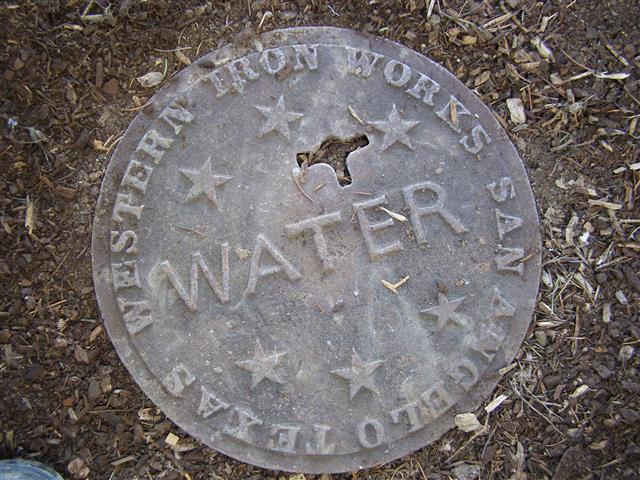 WESTERN IRON WORKS
SAN ANGELO TEXAS
WATER